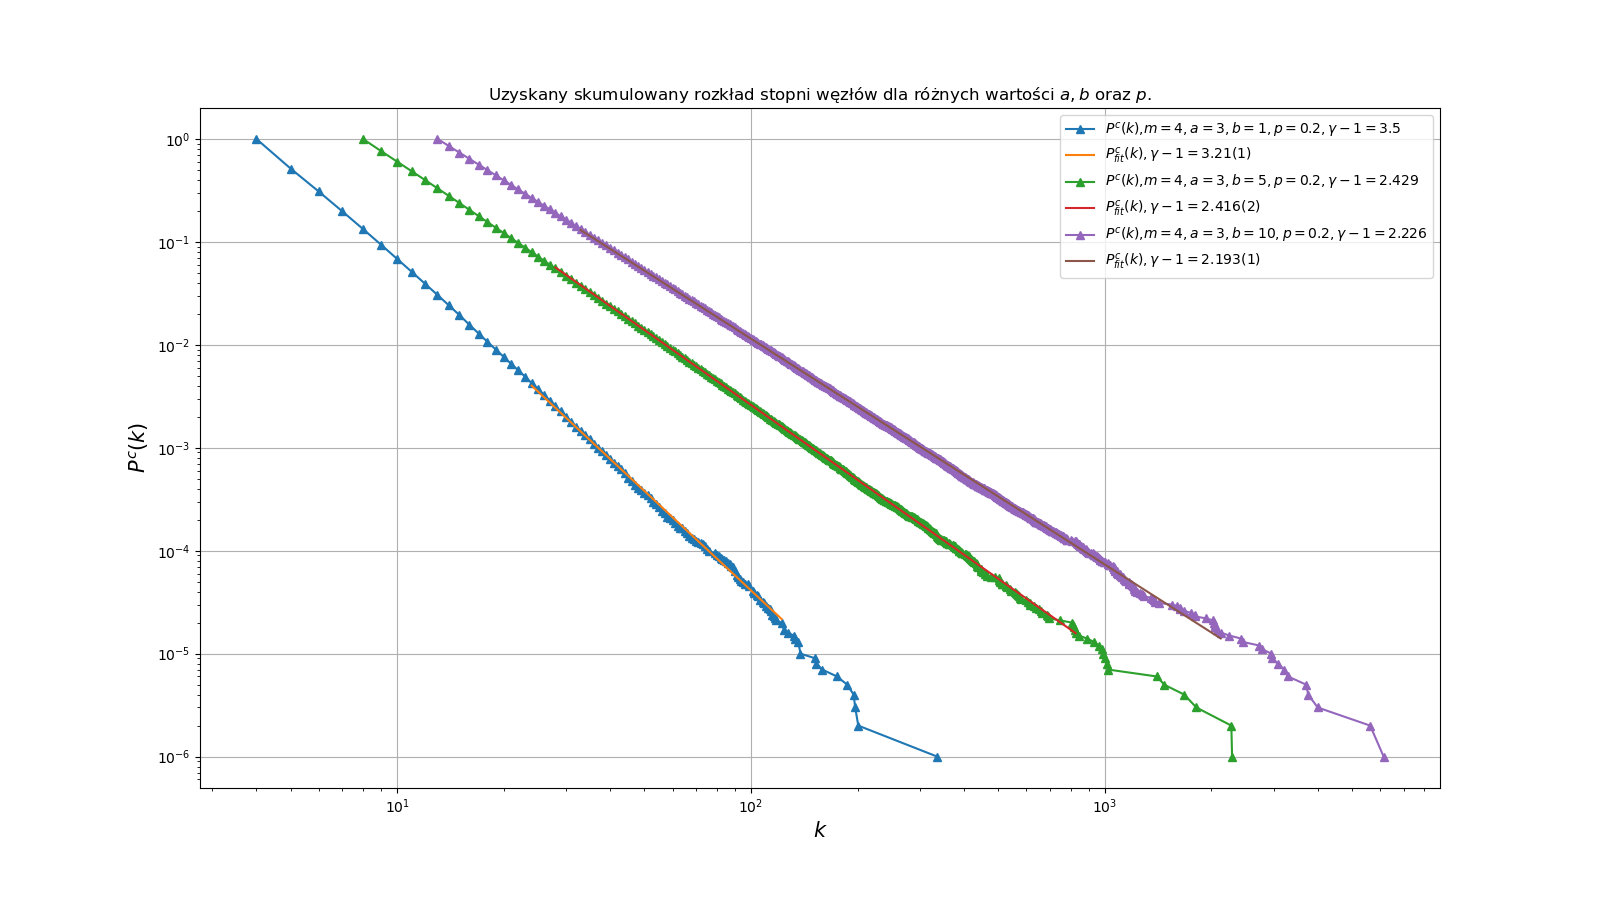 Uzyskany skumulowany rozkład stopni węzłów dla różnych wartości a, b oraz p.
P^c(k), m = 4, a = 3, b = 1, p = 0.2, γ − 1 = 3.5
P^c_fit(k), γ − 1 = 3.21(1)
P^c(k), m = 4, a = 3, b = 5, p = 0.2, γ − 1 = 2.429
P^c_fit(k), γ − 1 = 2.416(2)
P^c(k), m = 4, a = 3, b = 10, p = 0.2, γ − 1 = 2.226
P^c_fit(k), γ − 1 = 2.193(1)
10^0
10^−1
10^−2
10^−3
10^−4
10^−5
10^−6
P^c(k)
10^1 10^2 10^3
k